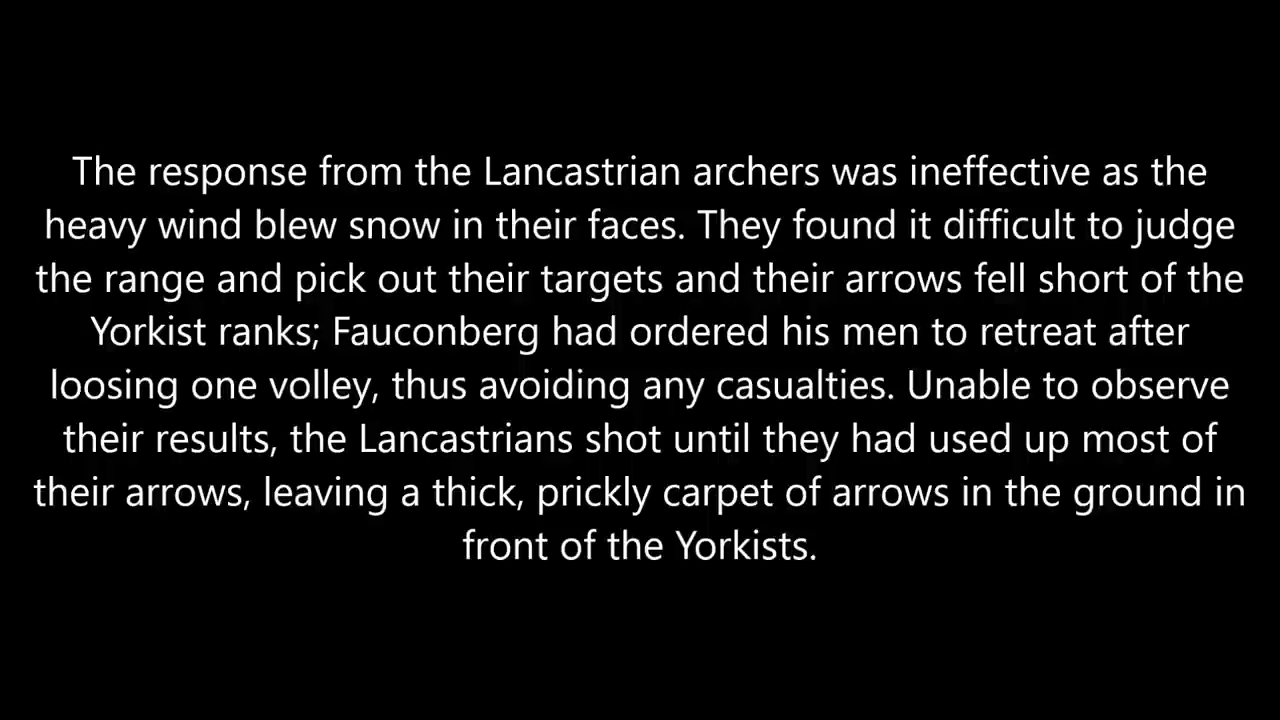 The response from the Lancastrian archers was ineffective as the
heavy wind blew snow in their faces. They found it difficult to judge
the range and pick out their targets and their arrows fell short of the
Yorkist ranks; Fauconberg had ordered his men to retreat after
loosing one volley, thus avoiding any casualties. Unable to observe
their results, the Lancastrians shot until they had used up most of
their arrows, leaving a thick, prickly carpet of arrows in the ground in
front of the Yorkists.